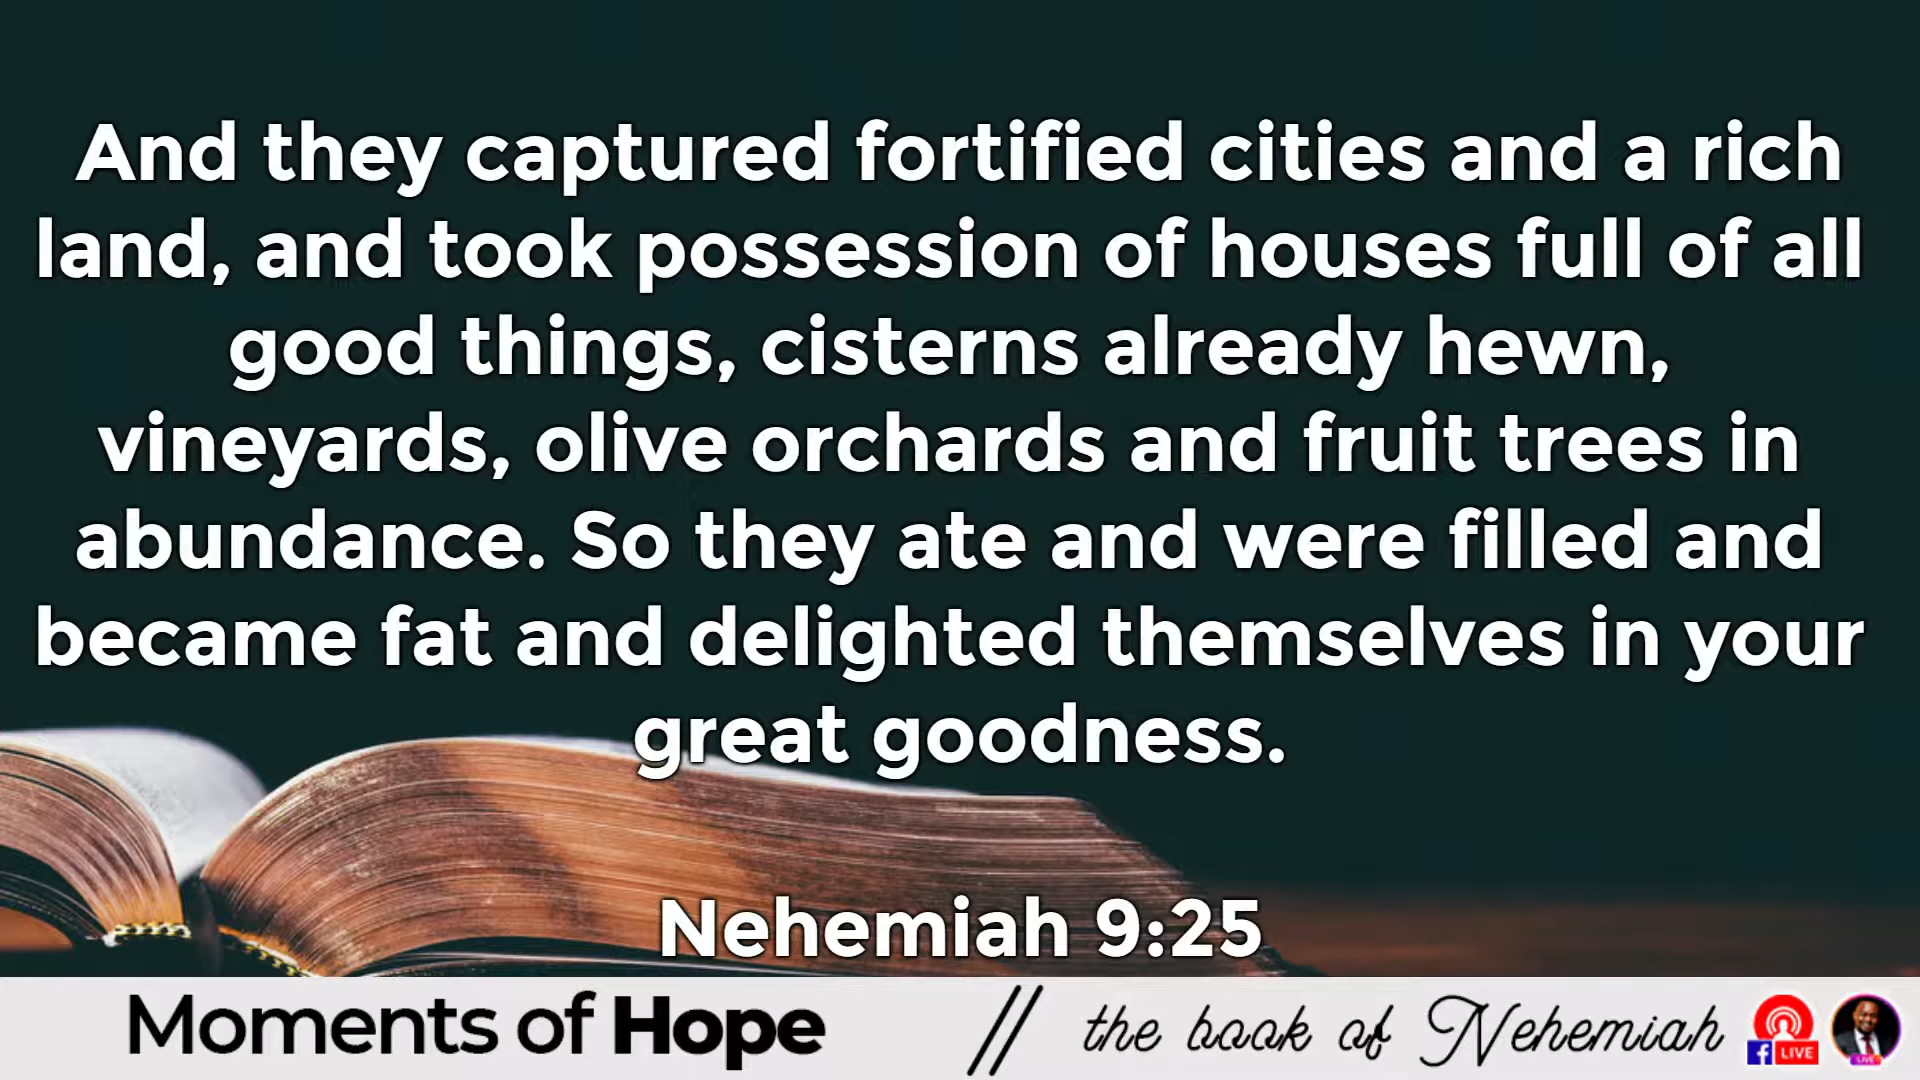 And they captured fortified cities and a rich
land, and took possession of houses full of all
good things, cisterns already hewn,
vineyards, olive orchards and fruit trees in
abundance. So they ate and were filled and
became fat and delighted themselves in your
great goodness.
Nehemiah 9:25
Moments of Hope // the book of Nehemiah
f LIVE
LIVE